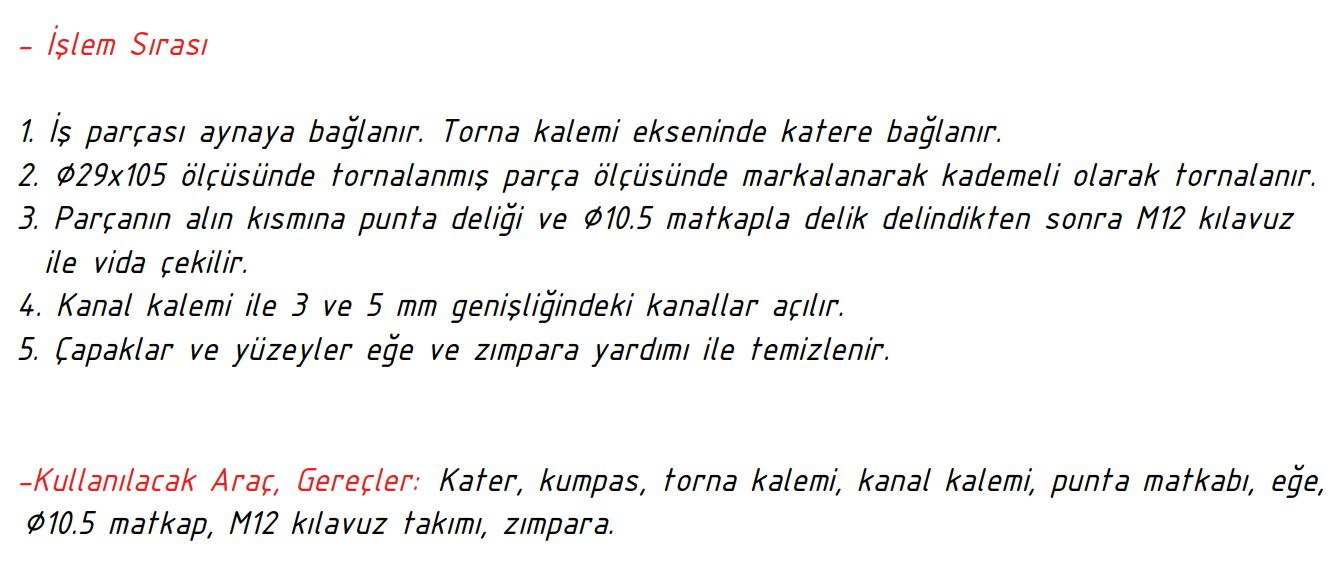 - İşlem Sırası
1. İş parçası aynaya bağlanır. Torna kalemi ekseninde katere bağlanır.
2. Ø29x105 ölçüsünde tornalanmış parça ölçüsünde markalanarak kademeli olarak tornalanır.
3. Parçanın alın kısmına punta deliği ve Ø10.5 matkapla delik delindikten sonra M12 kılavuz
ile vida çekilir.
4. Kanal kalemi ile 3 ve 5 mm genişliğindeki kanallar açılır.
5. Çapaklar ve yüzeyler eğe ve zımpara yardımı ile temizlenir.
-Kullanılacak Araç, Gereçler: Kater, kumpas, torna kalemi, kanal kalemi, punta matkabı, eğe,
Ø10.5 matkap, M12 kılavuz takımı, zımpara.